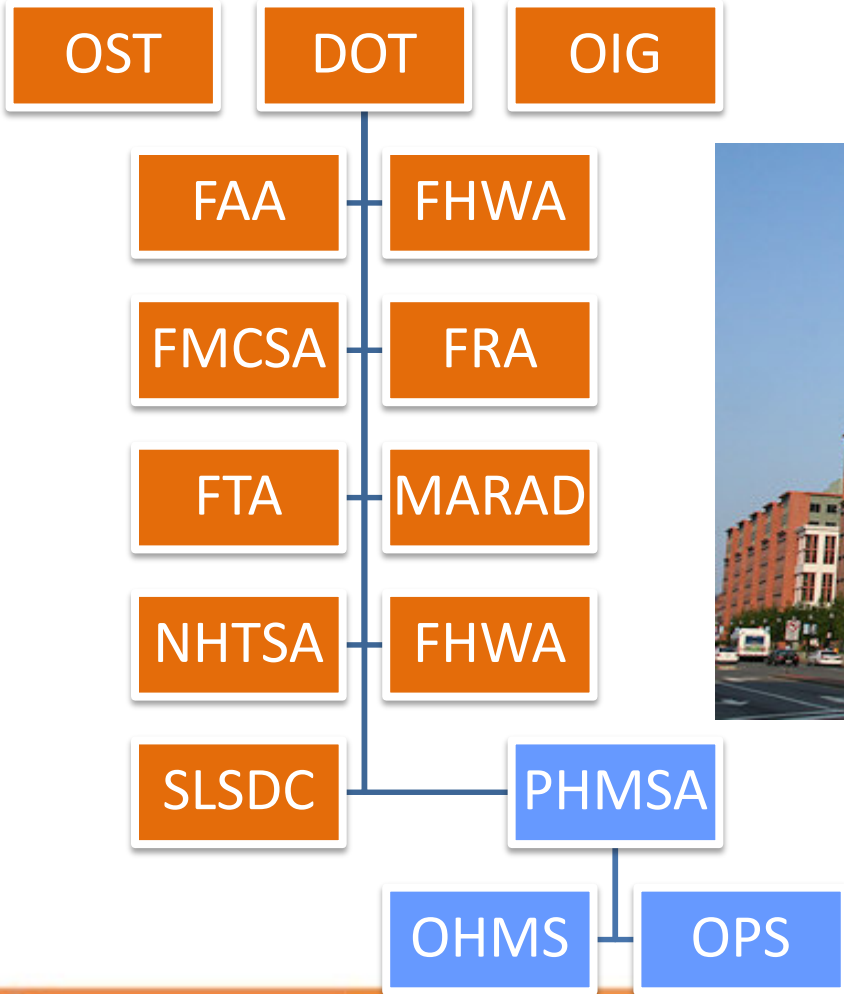 OST DOT OIG
FAA FHWA
FMCSA FRA
FTA MARAD
NHTSA FHWA
SLSDC PHMSA
OHMS OPS